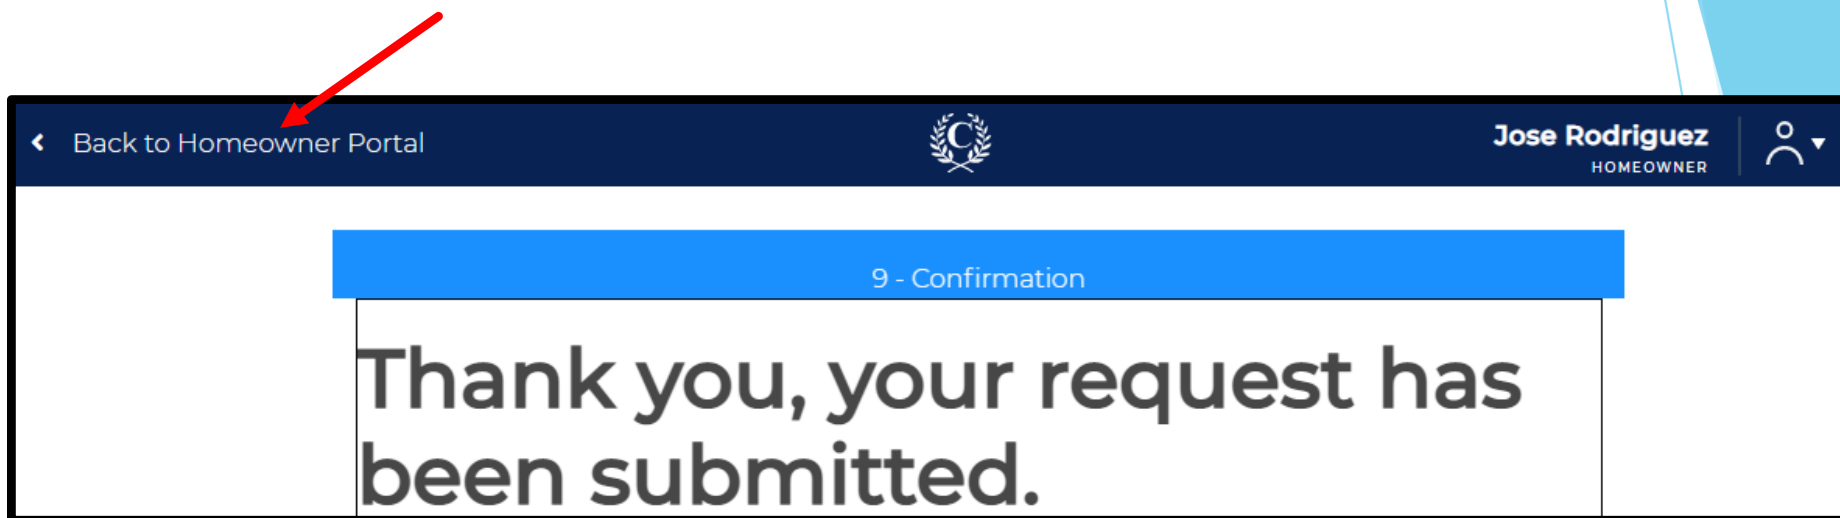 Back to Homeowner Portal
C
Jose Rodriguez
HOMEOWNER
9 - Confirmation
Thank you, your request has
been submitted.